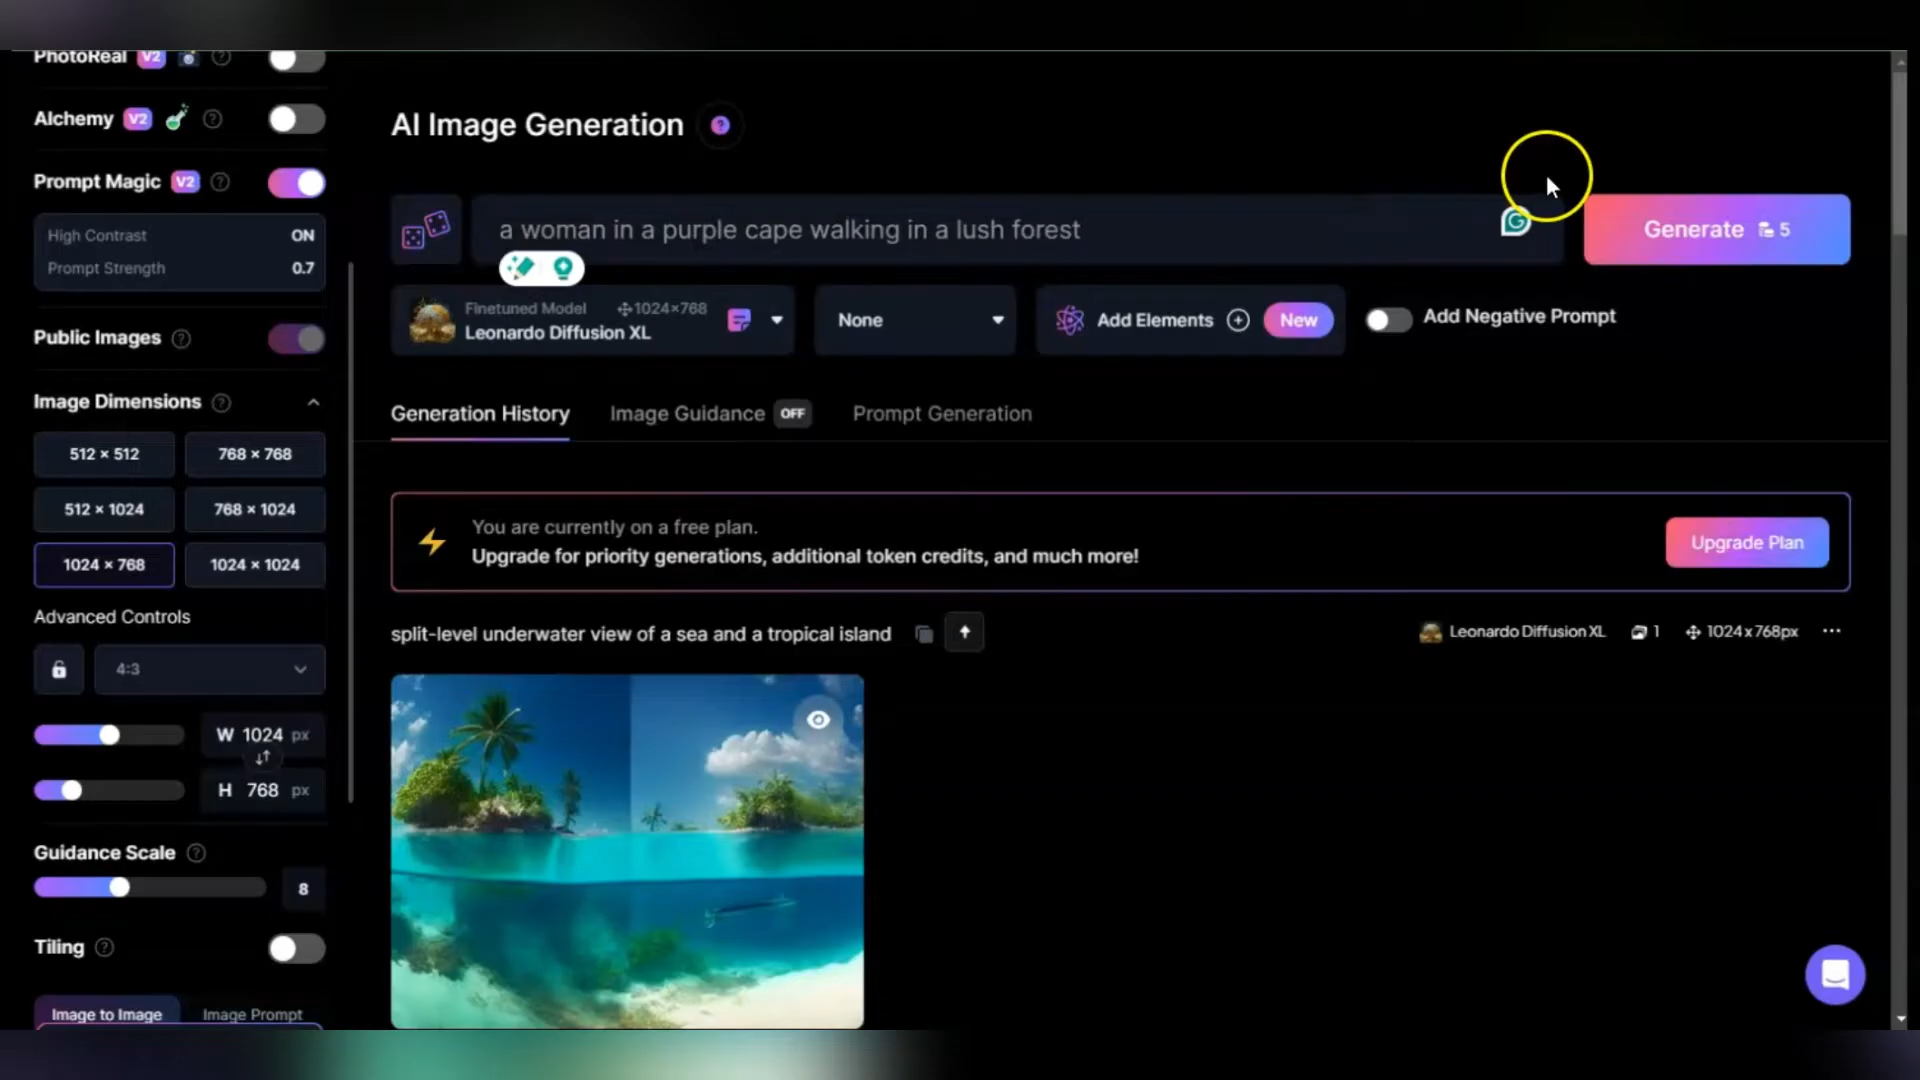 PhotoReal V2
Alchemy V2
Prompt Magic V2
High Contrast ON
Prompt Strength 0.7
Public Images
Image Dimensions
512 × 512 768 × 768
512 × 1024 768 × 1024
1024 × 768 1024 × 1024
Advanced Controls
4:3
W 1024 px
H 768 px
Guidance Scale
8
Tiling
Image to Image Image Prompt
AI Image Generation
a woman in a purple cape walking in a lush forest
Generate 5
Finetuned Model 1024×768
Leonardo Diffusion XL
None
Add Elements New
Add Negative Prompt
Generation History Image Guidance OFF Prompt Generation
You are currently on a free plan.
Upgrade for priority generations, additional token credits, and much more!
Upgrade Plan
split-level underwater view of a sea and a tropical island
Leonardo Diffusion XL 1 1024x768px